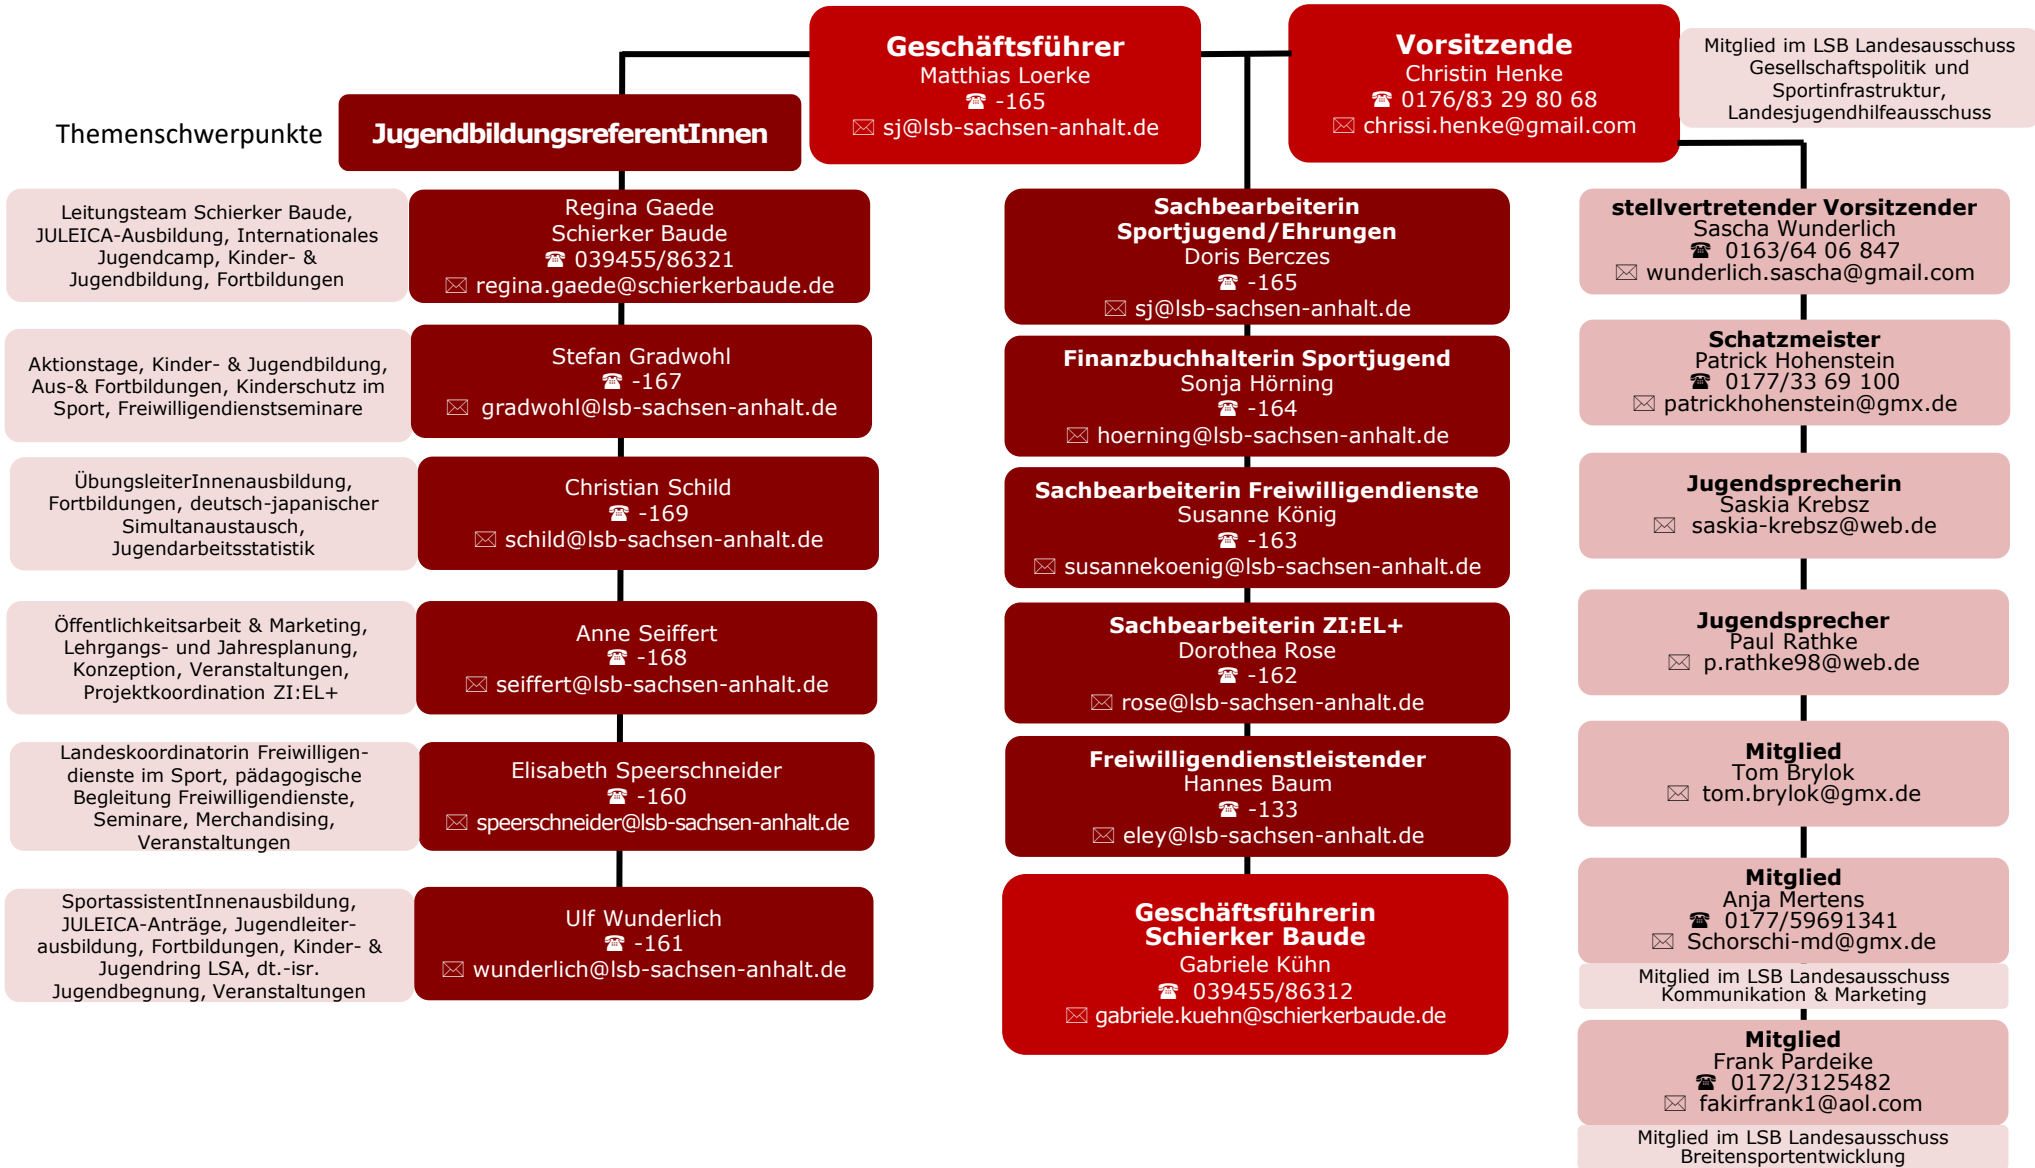 Geschäftsführer
Matthias Loerke
☎ -165
✉ sj@lsb-sachsen-anhalt.de
Vorsitzende
Christin Henke
☎ 0176/83 29 80 68
✉ chrissi.henke@gmail.com
Mitglied im LSB Landesausschuss
Gesellschaftspolitik und
Sportinfrastruktur,
Landesjugendhilfeausschuss
Themenschwerpunkte
JugendbildungsreferentInnen
Leitungsteam Schierker Baude,
JULEICA-Ausbildung, Internationales
Jugendcamp, Kinder- &
Jugendbildung, Fortbildungen
Regina Gaede
Schierker Baude
☎ 039455/86321
✉ regina.gaede@schierkerbaude.de
Aktionstage, Kinder- & Jugendbildung,
Aus-& Fortbildungen, Kinderschutz im
Sport, Freiwilligendienstseminare
Stefan Gradwohl
☎ -167
✉ gradwohl@lsb-sachsen-anhalt.de
ÜbungsleiterInnenausbildung,
Fortbildungen, deutsch-japanischer
Simultanaustausch,
Jugendarbeitsstatistik
Christian Schild
☎ -169
✉ schild@lsb-sachsen-anhalt.de
Öffentlichkeitsarbeit & Marketing,
Lehrgangs- und Jahresplanung,
Konzeption, Veranstaltungen,
Projektkoordination ZI:EL+
Anne Seiffert
☎ -168
✉ seiffert@lsb-sachsen-anhalt.de
Landeskoordinatorin Freiwilligen-
dienste im Sport, pädagogische
Begleitung Freiwilligendienste,
Seminare, Merchandising,
Veranstaltungen
Elisabeth Speerschneider
☎ -160
✉ speerschneider@lsb-sachsen-anhalt.de
SportassistentInnenausbildung,
JULEICA-Anträge, Jugendleiter-
ausbildung, Fortbildungen, Kinder- &
Jugendring LSA, dt.-isr.
Jugendbegnung, Veranstaltungen
Ulf Wunderlich
☎ -161
✉ wunderlich@lsb-sachsen-anhalt.de
Sachbearbeiterin
Sportjugend/Ehrungen
Doris Berczes
☎ -165
✉ sj@lsb-sachsen-anhalt.de
Finanzbuchhalterin Sportjugend
Sonja Hörning
☎ -164
✉ hoerning@lsb-sachsen-anhalt.de
Sachbearbeiterin Freiwilligendienste
Susanne König
☎ -163
✉ susannekoenig@lsb-sachsen-anhalt.de
Sachbearbeiterin ZI:EL+
Dorothea Rose
☎ -162
✉ rose@lsb-sachsen-anhalt.de
Freiwilligendienstleistender
Hannes Baum
☎ -133
✉ eley@lsb-sachsen-anhalt.de
Geschäftsführerin
Schierker Baude
Gabriele Kühn
☎ 039455/86312
✉ gabriele.kuehn@schierkerbaude.de
stellvertretender Vorsitzender
Sascha Wunderlich
☎ 0163/64 06 847
✉ wunderlich.sascha@gmail.com
Schatzmeister
Patrick Hohenstein
☎ 0177/33 69 100
✉ patrickhohenstein@gmx.de
Jugendsprecherin
Saskia Krebsz
✉ saskia-krebsz@web.de
Jugendsprecher
Paul Rathke
✉ p.rathke98@web.de
Mitglied
Tom Brylok
✉ tom.brylok@gmx.de
Mitglied
Anja Mertens
☎ 0177/59691341
✉ Schorschi-md@gmx.de
Mitglied im LSB Landesausschuss
Kommunikation & Marketing
Mitglied
Frank Pardeike
☎ 0172/3125482
✉ fakirfrank1@aol.com
Mitglied im LSB Landesausschuss
Breitensportentwicklung